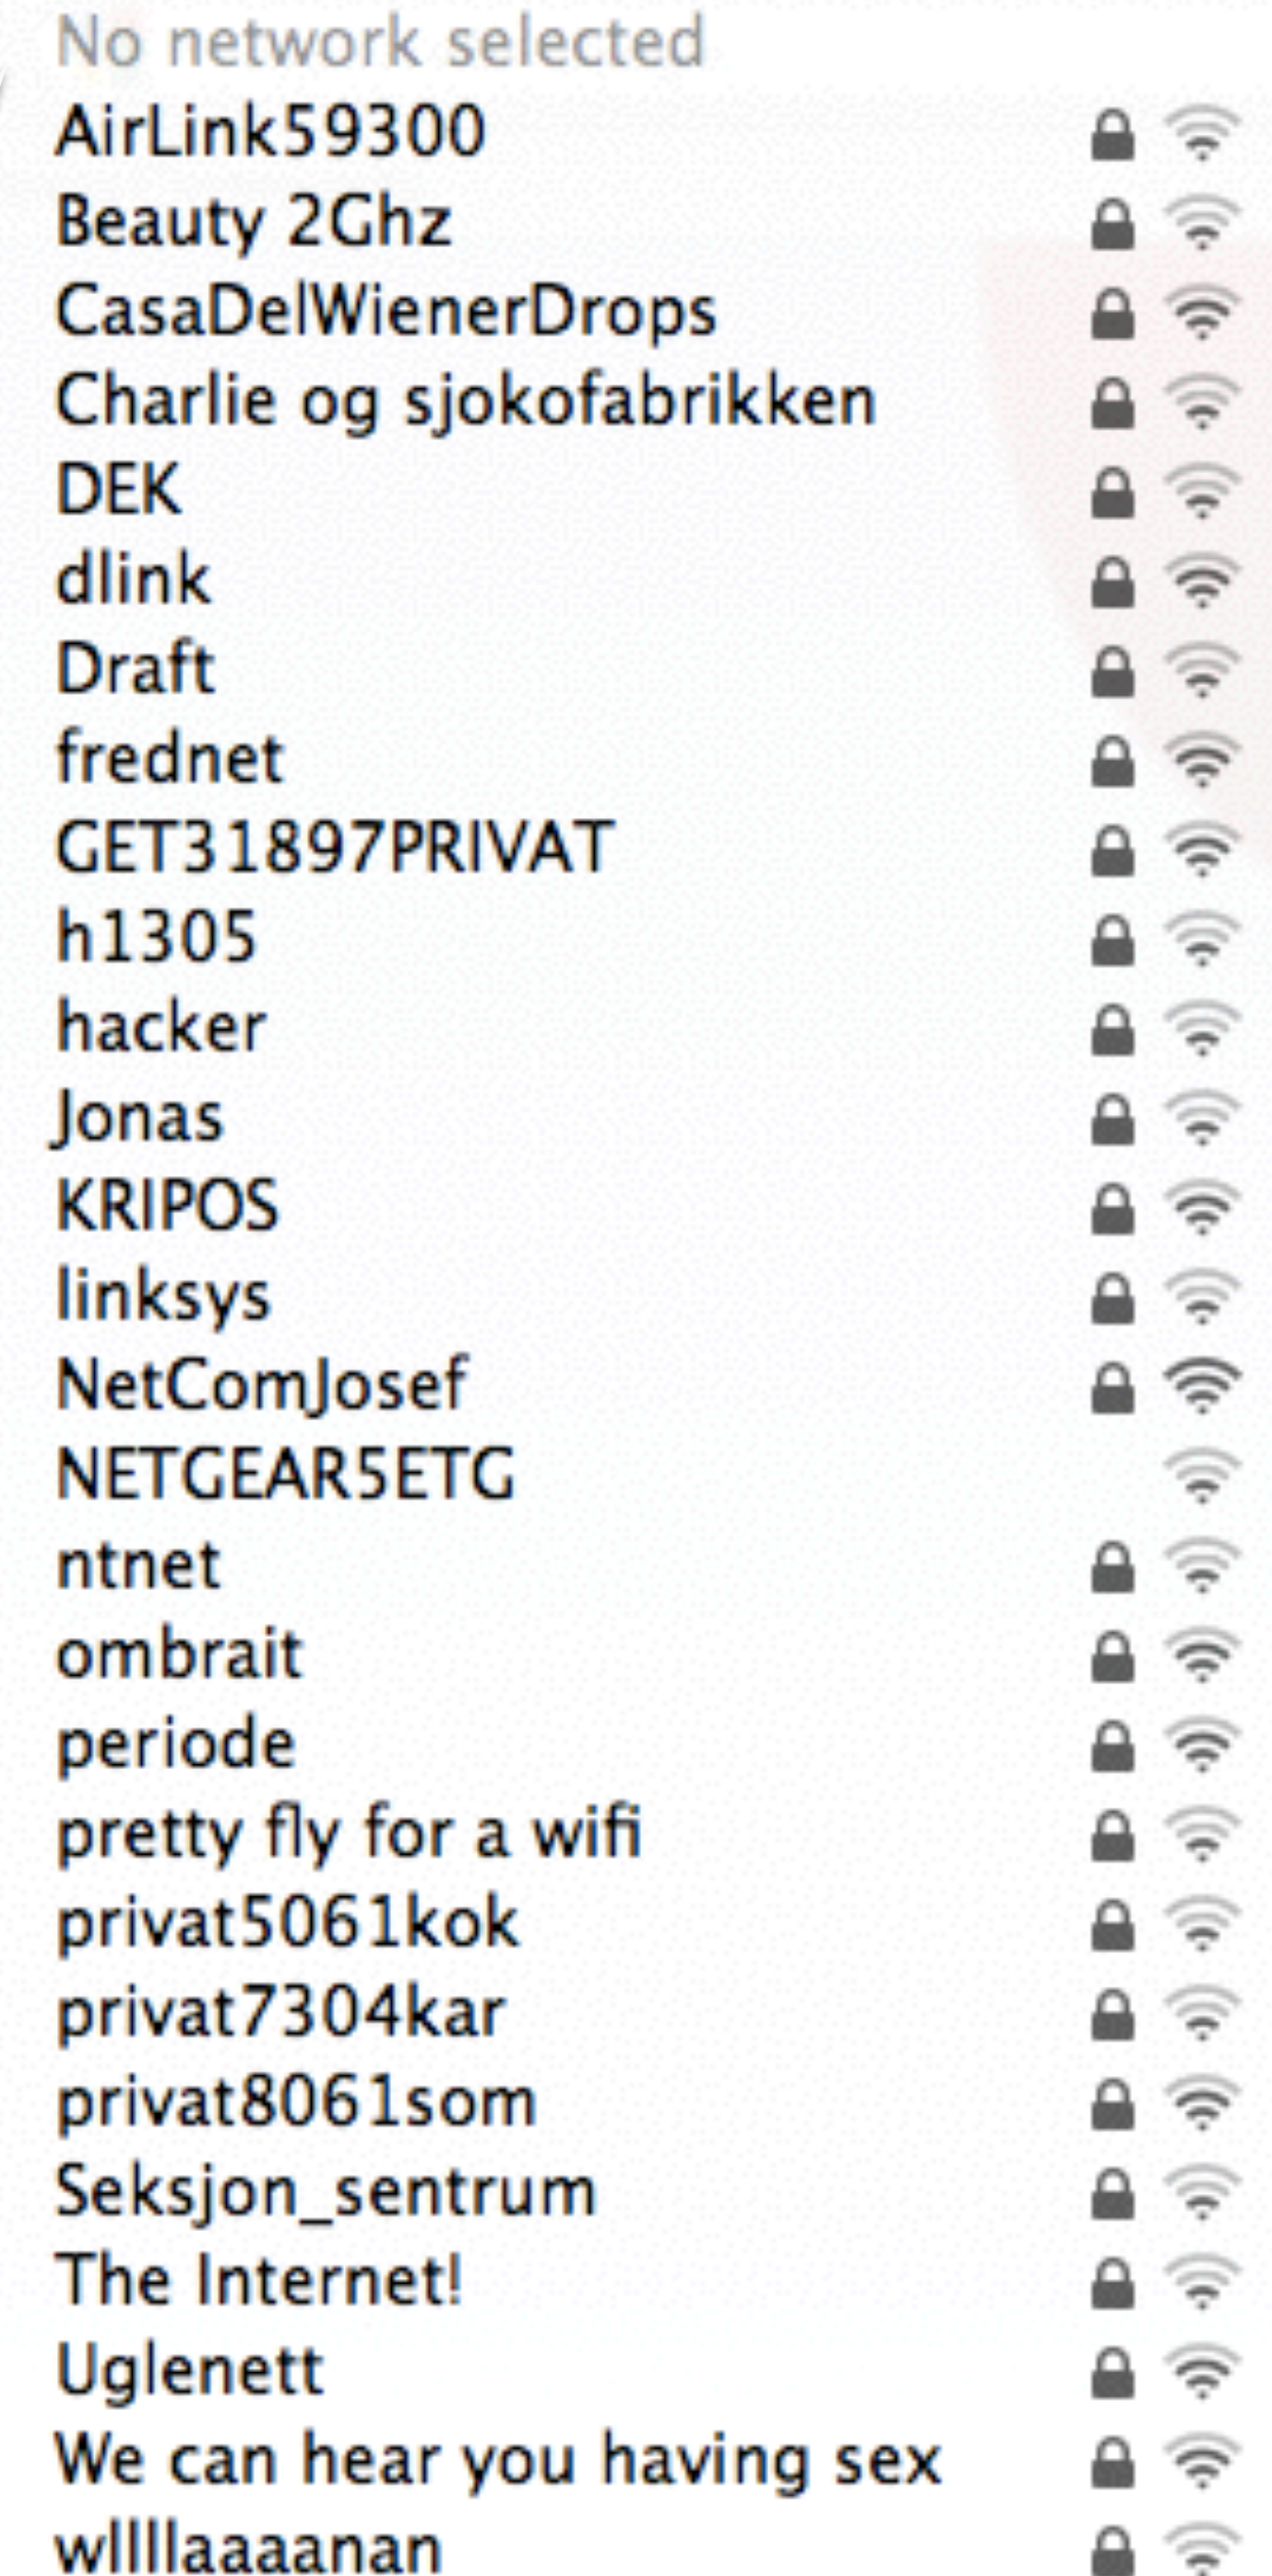 No network selected
AirLink59300
Beauty 2Ghz
CasaDelWienerDrops
Charlie og sjokofabrikken
DEK
dlink
Draft
frednet
GET31897PRIVAT
h1305
hacker
Jonas
KRIPOS
linksys
NetComJosef
NETGEAR5ETG
ntnet
ombrait
periode
pretty fly for a wifi
privat5061kok
privat7304kar
privat8061som
Seksjon_sentrum
The Internet!
Uglenett
We can hear you having sex
wllllaaaanan